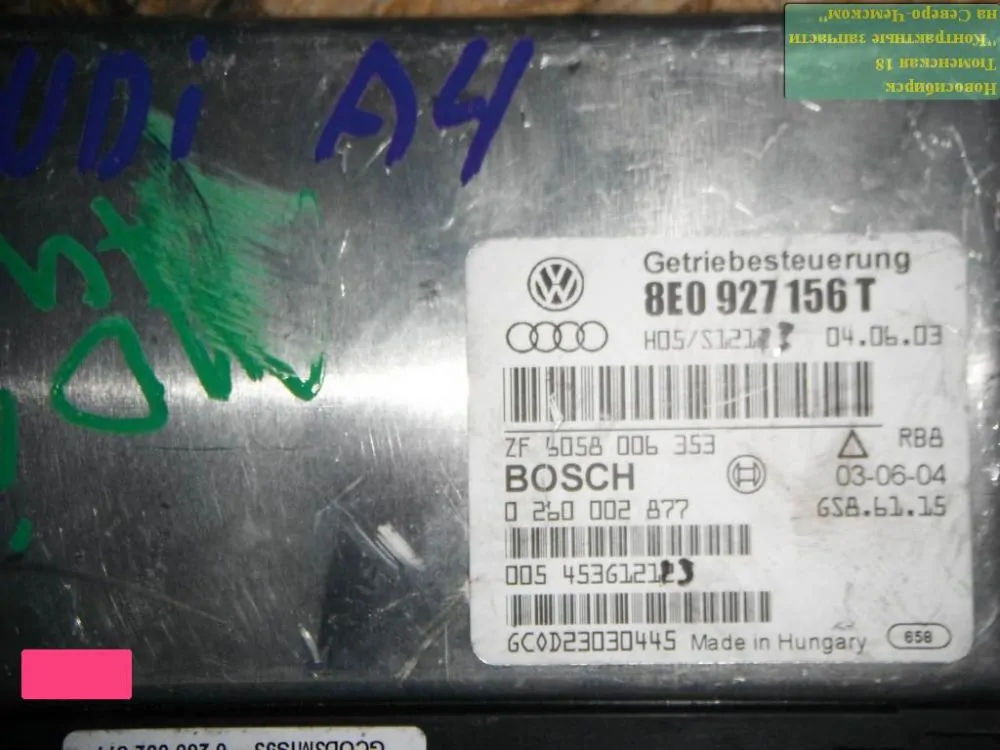 UDi A4
Новосибирск
Тюменская 18
"Контрактные запчасти
на Северо-Чемском"
Getriebesteuerung
8E0 927 156 T
H05/S121 04.06.03
ZF 6058 006 353 RB8
BOSCH 03-06-04
0 260 002 877 GS8.61.15
005 453612123
GC0D23030445 Made in Hungary 658